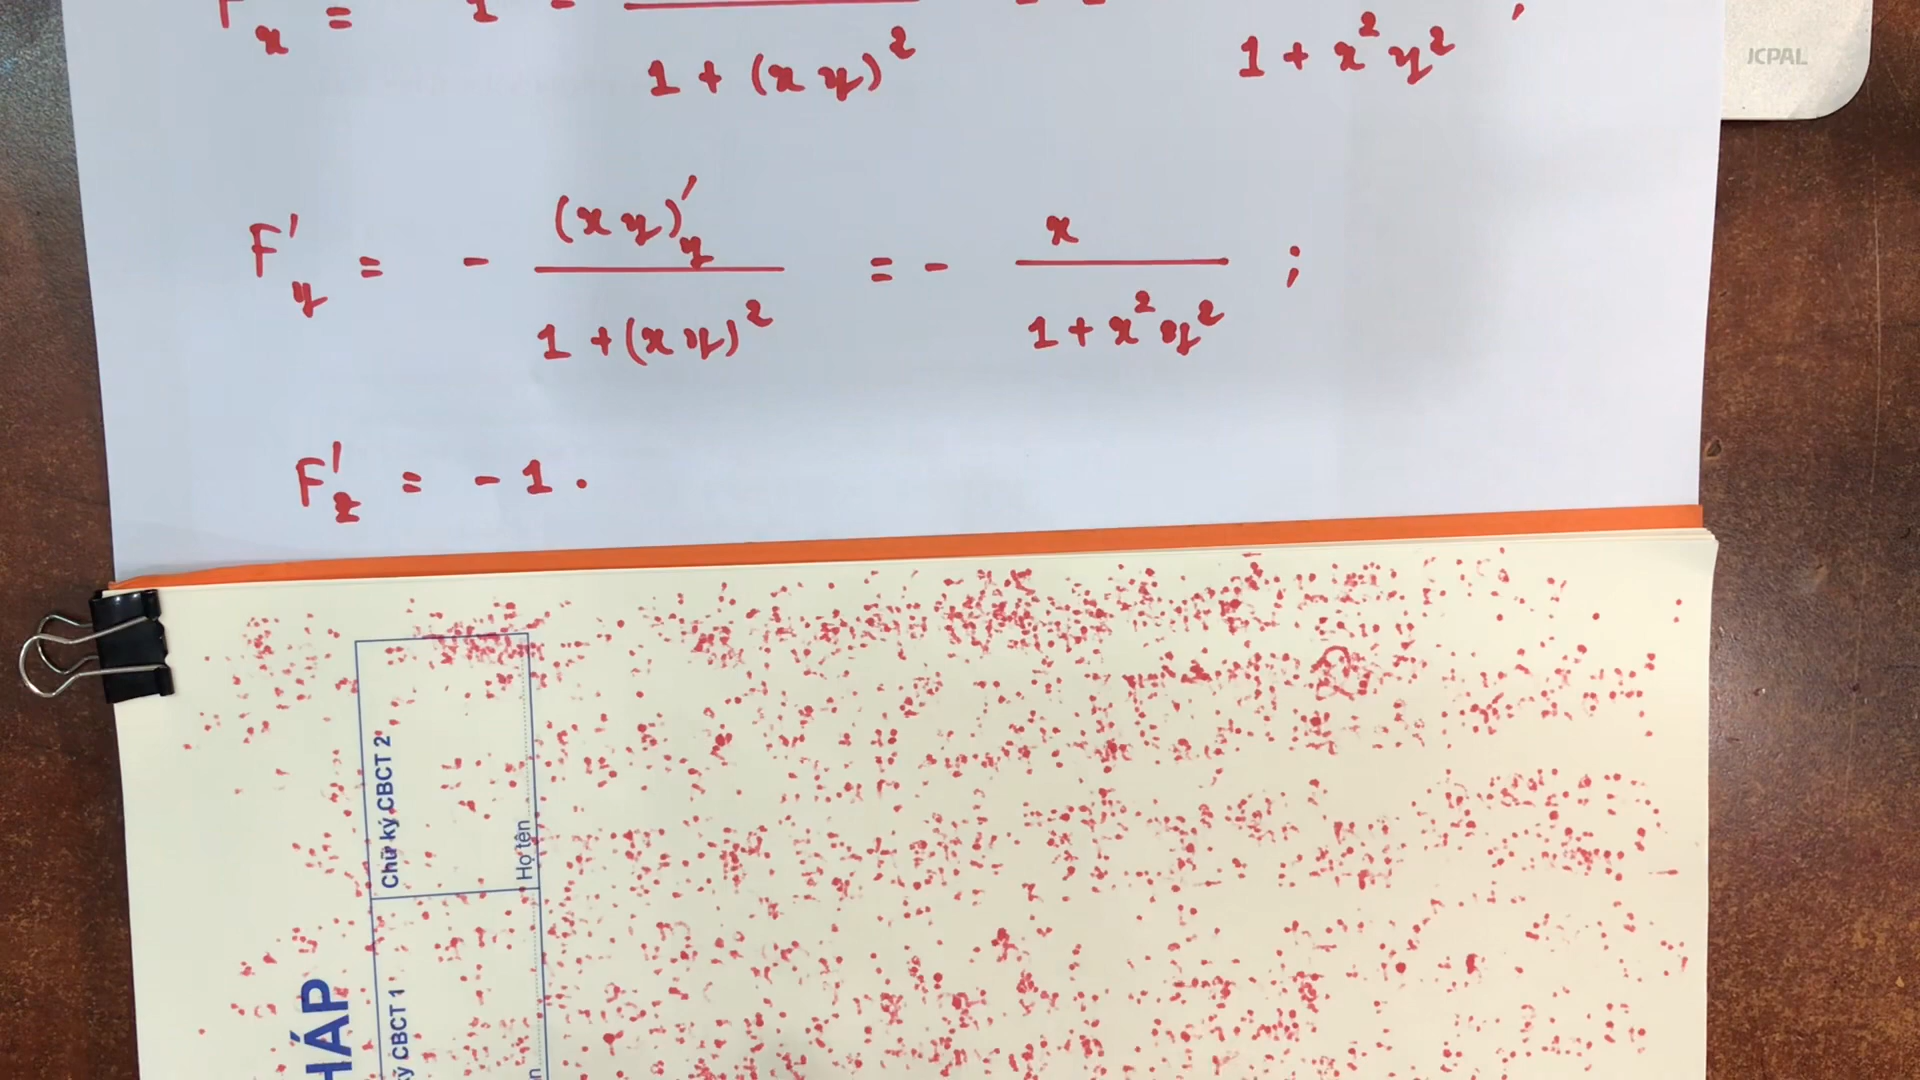 F'x = 1 - / 1 + (xy)² 1 + x²y² ;
JCPAL
F'y = - (xy)'y / 1 + (xy)² = - x / 1 + x²y² ;
F'z = - 1 .
Chữ ký CBCT 2
Họ tên
ký CBCT 1
HÁP